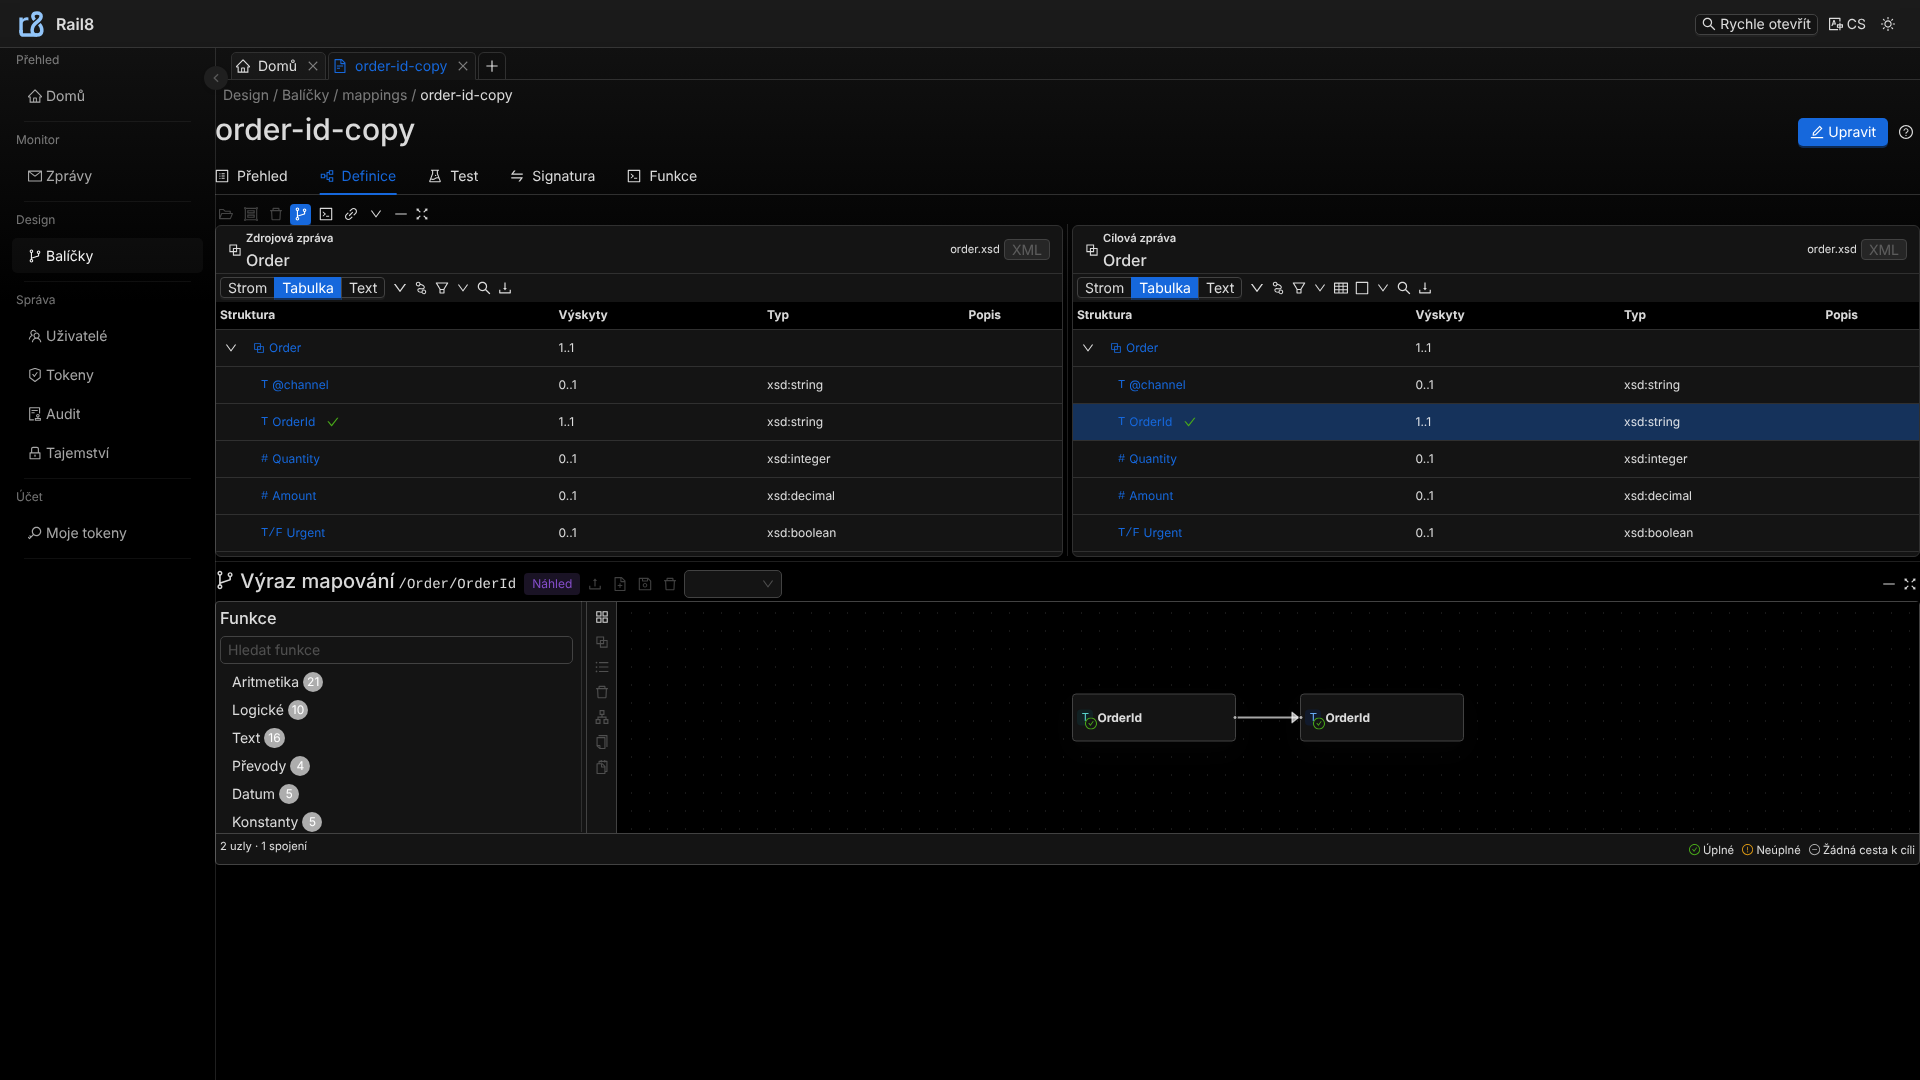 Rail8
Rychle otevřít
CS
Přehled
Domů
Monitor
Zprávy
Design
Balíčky
Správa
Uživatelé
Tokeny
Audit
Tajemství
Účet
Moje tokeny
Domů
order-id-copy
Design / Balíčky / mappings / order-id-copy
order-id-copy
Upravit
Přehled
Definice
Test
Signatura
Funkce
Zdrojová zpráva
Order
order.xsd XML
Strom Tabulka Text
Struktura Výskyty Typ Popis
Order 1..1
T @channel 0..1 xsd:string
T OrderId 1..1 xsd:string
# Quantity 0..1 xsd:integer
# Amount 0..1 xsd:decimal
T/F Urgent 0..1 xsd:boolean
Cílová zpráva
Order
order.xsd XML
Strom Tabulka Text
Struktura Výskyty Typ Popis
Order 1..1
T @channel 0..1 xsd:string
T OrderId 1..1 xsd:string
# Quantity 0..1 xsd:integer
# Amount 0..1 xsd:decimal
T/F Urgent 0..1 xsd:boolean
Výraz mapování /Order/OrderId Náhled
Funkce
Hledat funkce
Aritmetika 21
Logické 10
Text 16
Převody 4
Datum 5
Konstanty 5
T OrderId
T OrderId
2 uzly · 1 spojení
Úplné Neúplné Žádná cesta k cíli